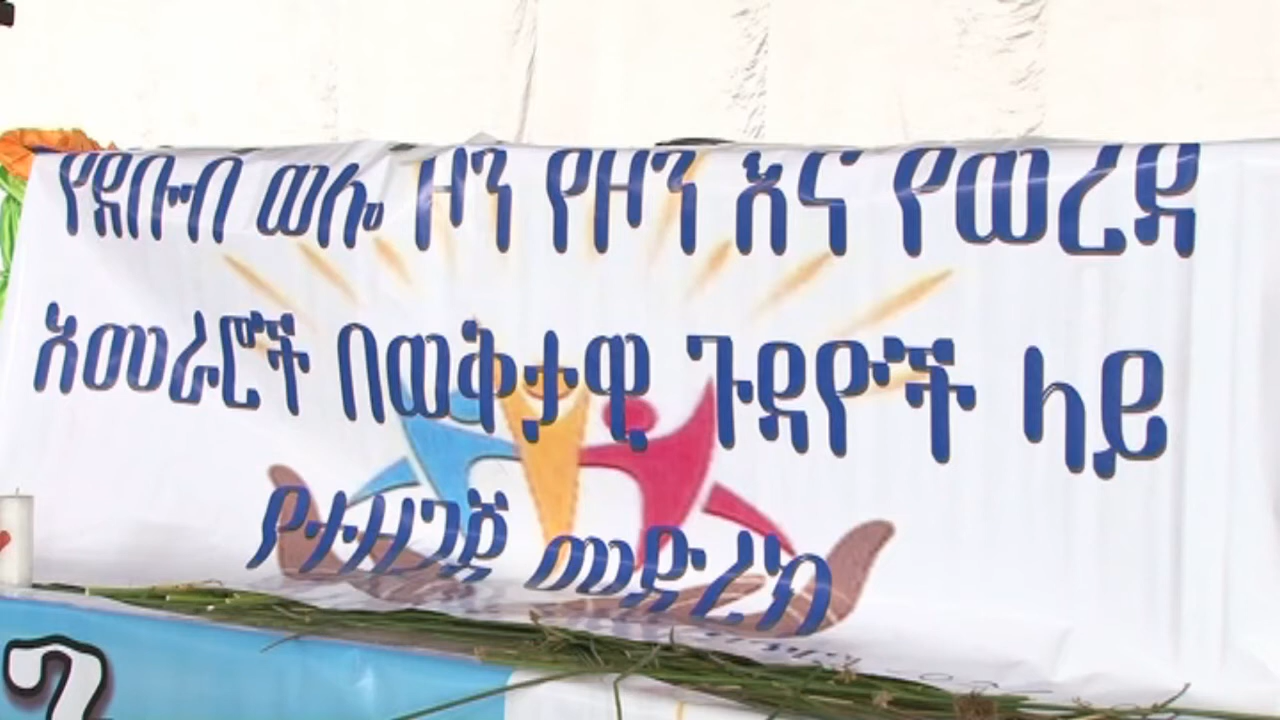 የደቡብ ወሎ ዞን የዞን እና የወረዳ
አመራሮች በወቅታዊ ጉዳዮች ላይ
የተዘጋጀ መድረክ